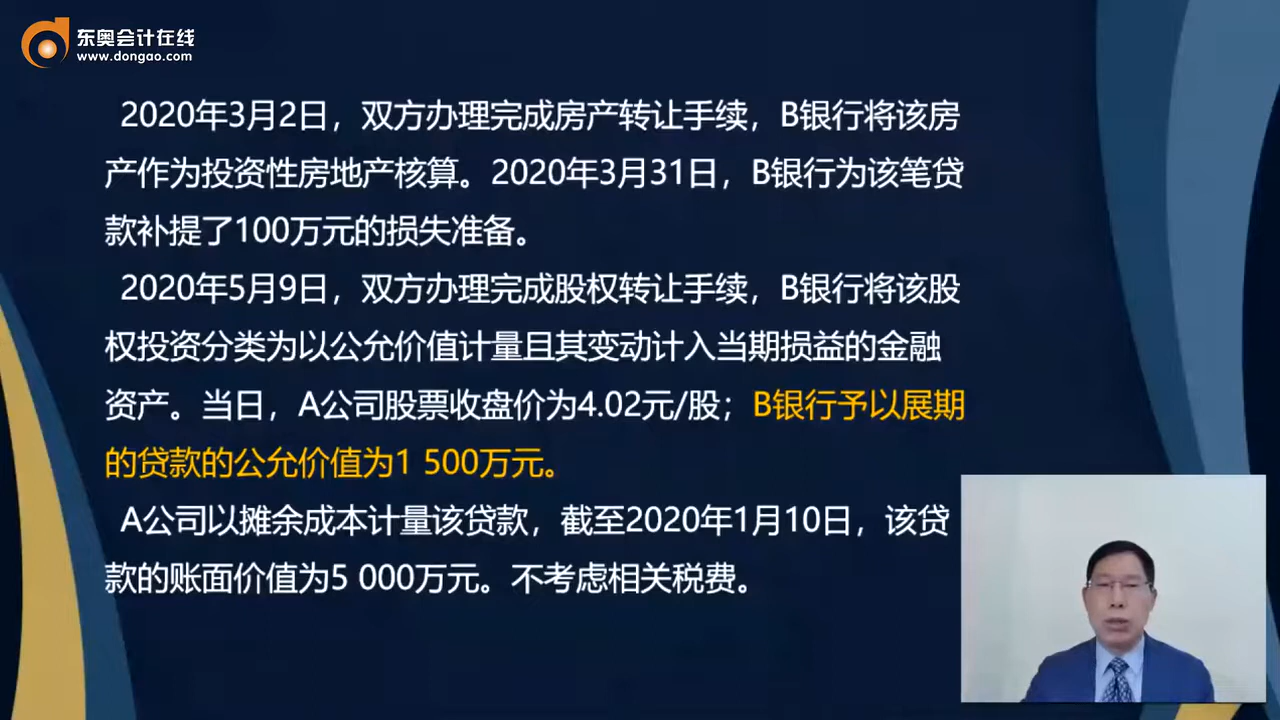 东奥会计在线
www.dongao.com
2020年3月2日，双方办理完成房产转让手续，B银行将该房
产作为投资性房地产核算。2020年3月31日，B银行为该笔贷
款补提了100万元的损失准备。
2020年5月9日，双方办理完成股权转让手续，B银行将该股
权投资分类为以公允价值计量且其变动计入当期损益的金融
资产。当日，A公司股票收盘价为4.02元/股；B银行予以展期
的贷款的公允价值为1 500万元。
A公司以摊余成本计量该贷款，截至2020年1月10日，该贷
款的账面价值为5 000万元。不考虑相关税费。